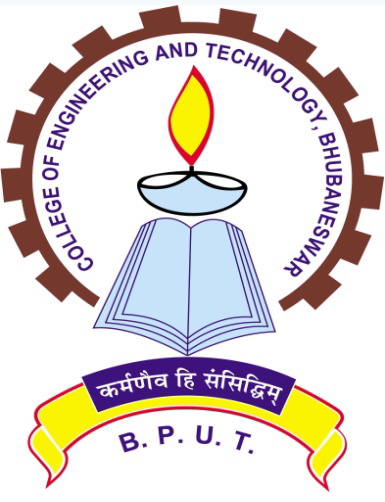 COLLEGE OF ENGINEERING AND TECHNOLOGY, BHUBANESWAR
कर्मणैव हि संसिद्धिम्
B. P. U. T.